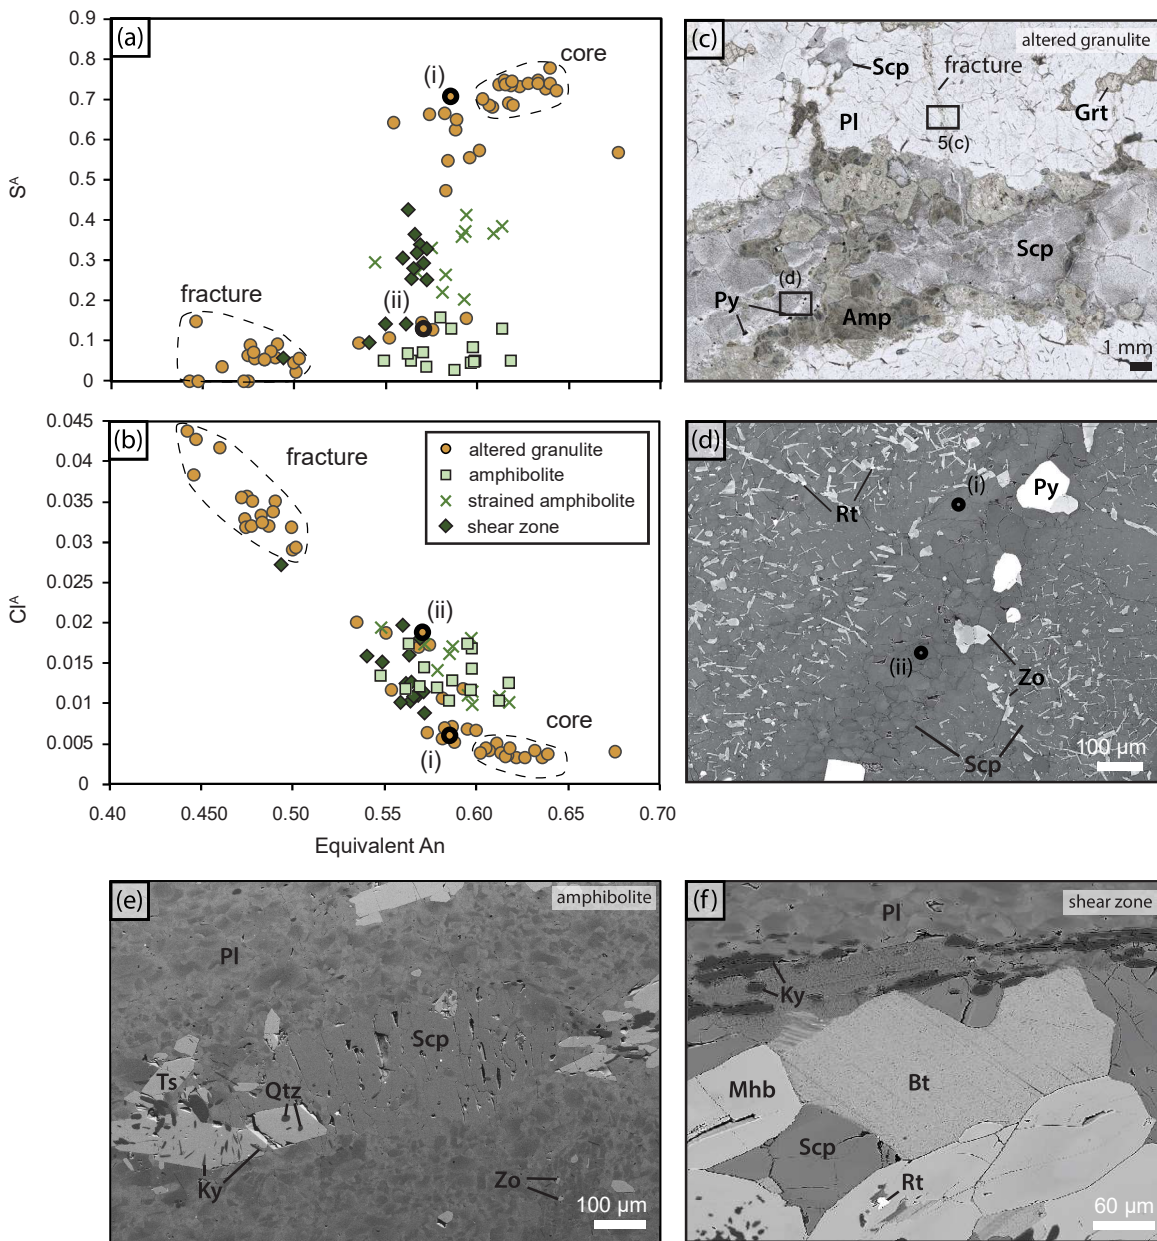 (a)
0.9
0.8
0.7
0.6
0.5
0.4
0.3
0.2
0.1
0
Sᴬ
(i)
core
(ii)
fracture
(b)
0.045
0.04
0.035
0.03
0.025
0.02
0.015
0.01
0.005
0
Clᴬ
fracture
altered granulite
amphibolite
strained amphibolite
shear zone
(ii)
core
(i)
0.40
0.450
0.50
0.55
0.60
0.65
0.70
Equivalent An
(c)
altered granulite
Scp
fracture
Grt
Pl
5(c)
Scp
(d)
Py
Amp
1 mm
(d)
(i)
Py
Rt
(ii)
Zo
Scp
100 µm
(e)
amphibolite
Pl
Scp
Ts
Qtz
Ky
Zo
100 µm
(f)
shear zone
Pl
Ky
Mhb
Bt
Scp
Rt
60 µm